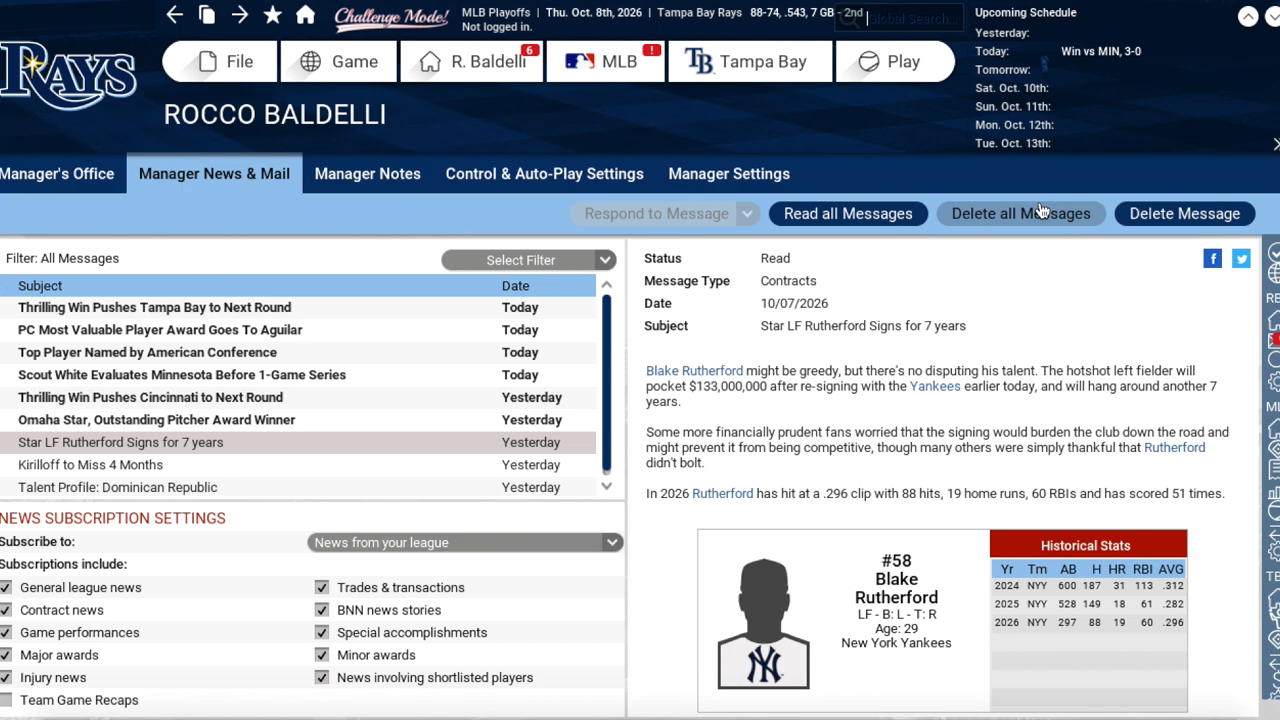 Challenge Mode!
MLB Playoffs | Thu. Oct. 8th, 2026 | Tampa Bay Rays 88-74, .543, 7 GB - 2nd
Not logged in.
Global Search...
RAYS
File
Game
R. Baldelli
6
MLB
!
Tampa Bay
Play
ROCCO BALDELLI
Upcoming Schedule
Yesterday:
Today: Win vs MIN, 3-0
Tomorrow:
Sat. Oct. 10th:
Sun. Oct. 11th:
Mon. Oct. 12th:
Tue. Oct. 13th:
Manager's Office
Manager News & Mail
Manager Notes
Control & Auto-Play Settings
Manager Settings
Respond to Message
Read all Messages
Delete all Messages
Delete Message
Filter: All Messages
Select Filter
Subject Date
Thrilling Win Pushes Tampa Bay to Next Round Today
PC Most Valuable Player Award Goes To Aguilar Today
Top Player Named by American Conference Today
Scout White Evaluates Minnesota Before 1-Game Series Today
Thrilling Win Pushes Cincinnati to Next Round Yesterday
Omaha Star, Outstanding Pitcher Award Winner Yesterday
Star LF Rutherford Signs for 7 years Yesterday
Kirilloff to Miss 4 Months Yesterday
Talent Profile: Dominican Republic Yesterday
NEWS SUBSCRIPTION SETTINGS
Subscribe to: News from your league
Subscriptions include:
General league news Trades & transactions
Contract news BNN news stories
Game performances Special accomplishments
Major awards Minor awards
Injury news News involving shortlisted players
Team Game Recaps
Status Read
Message Type Contracts
Date 10/07/2026
Subject Star LF Rutherford Signs for 7 years
Blake Rutherford might be greedy, but there's no disputing his talent. The hotshot left fielder will
pocket $133,000,000 after re-signing with the Yankees earlier today, and will hang around another 7
years.
Some more financially prudent fans worried that the signing would burden the club down the road and
might prevent it from being competitive, though many others were simply thankful that Rutherford
didn't bolt.
In 2026 Rutherford has hit at a .296 clip with 88 hits, 19 home runs, 60 RBIs and has scored 51 times.
#58
Blake
Rutherford
LF - B: L - T: R
Age: 29
New York Yankees
Historical Stats
Yr Tm AB H HR RBI AVG
2024 NYY 600 187 31 113 .312
2025 NYY 528 149 18 61 .282
2026 NYY 297 88 19 60 .296